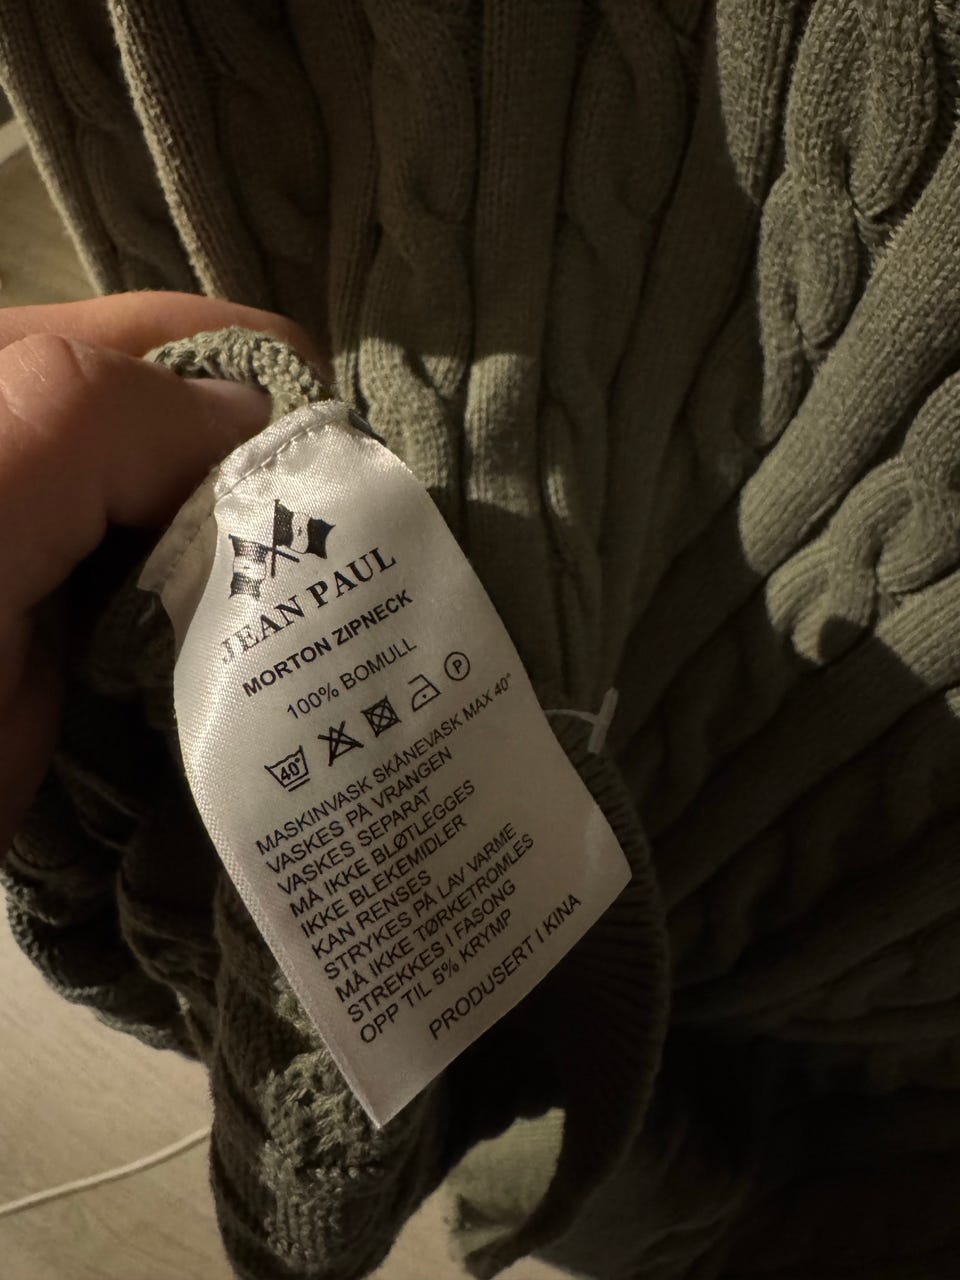 JEAN PAUL
MORTON ZIPNECK
100% BOMULL
40° P
MASKINVASK SKÅNEVASK MAX 40°
VASKES PÅ VRANGEN
VASKES SEPARAT
MÅ IKKE BLØTLEGGES
IKKE BLEKEMIDLER
KAN RENSES
STRYKES PÅ LAV VARME
MÅ IKKE TØRKETROMLES
STREKKES I FASONG
OPP TIL 5% KRYMP
PRODUSERT I KINA